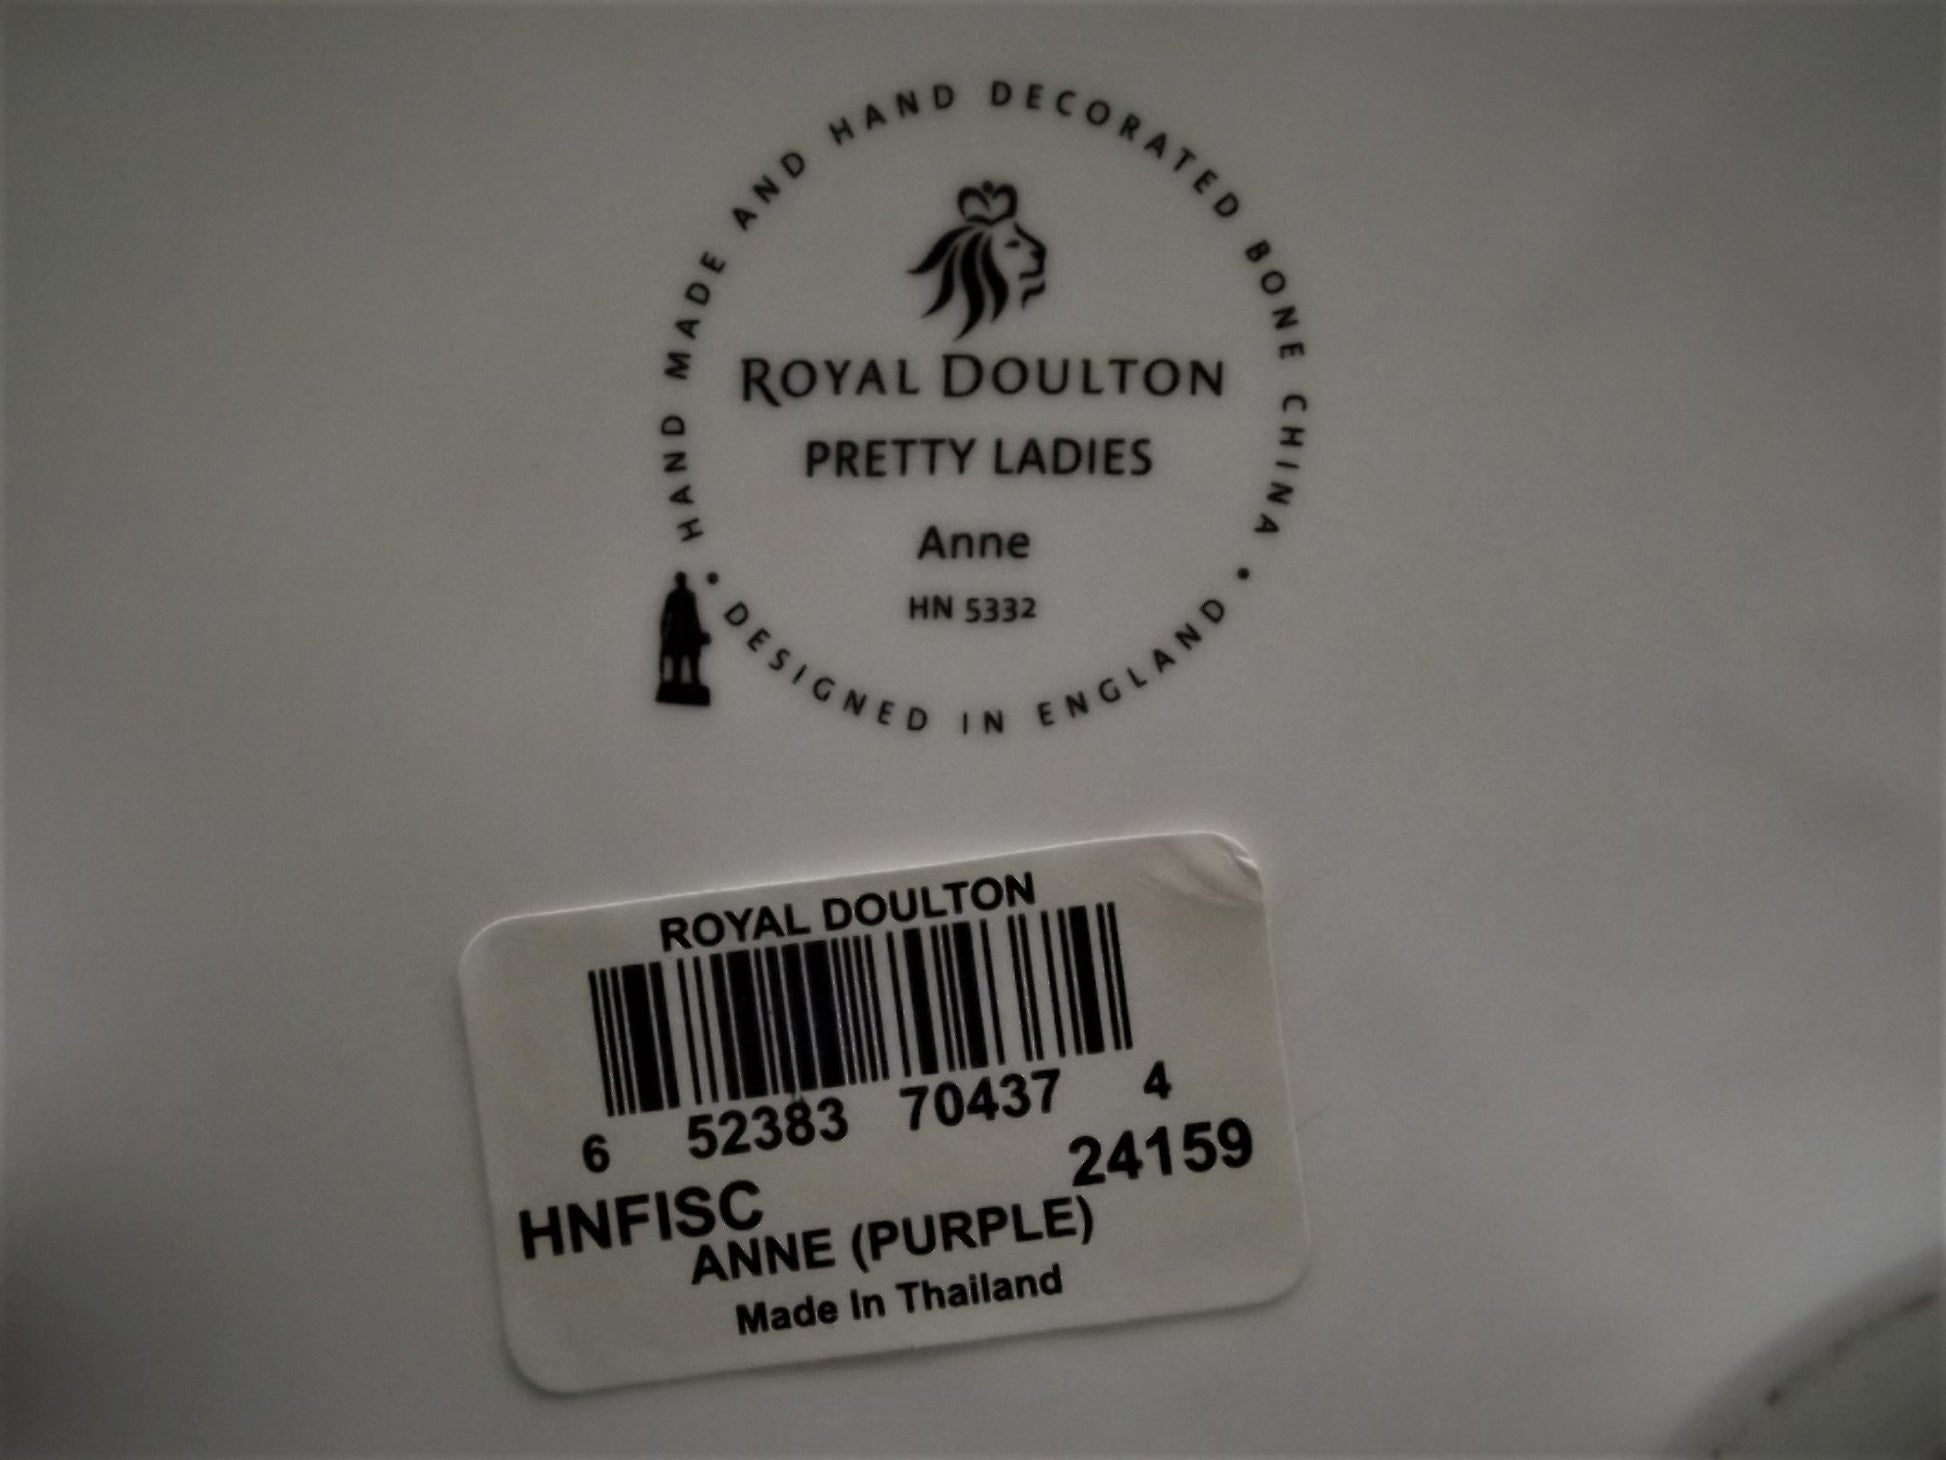 HAND MADE AND HAND DECORATED BONE CHINA •
ROYAL DOULTON
PRETTY LADIES
Anne
HN 5332
• DESIGNED IN ENGLAND
ROYAL DOULTON
6 52383 70437 4
24159
HNFISC
ANNE (PURPLE)
Made In Thailand